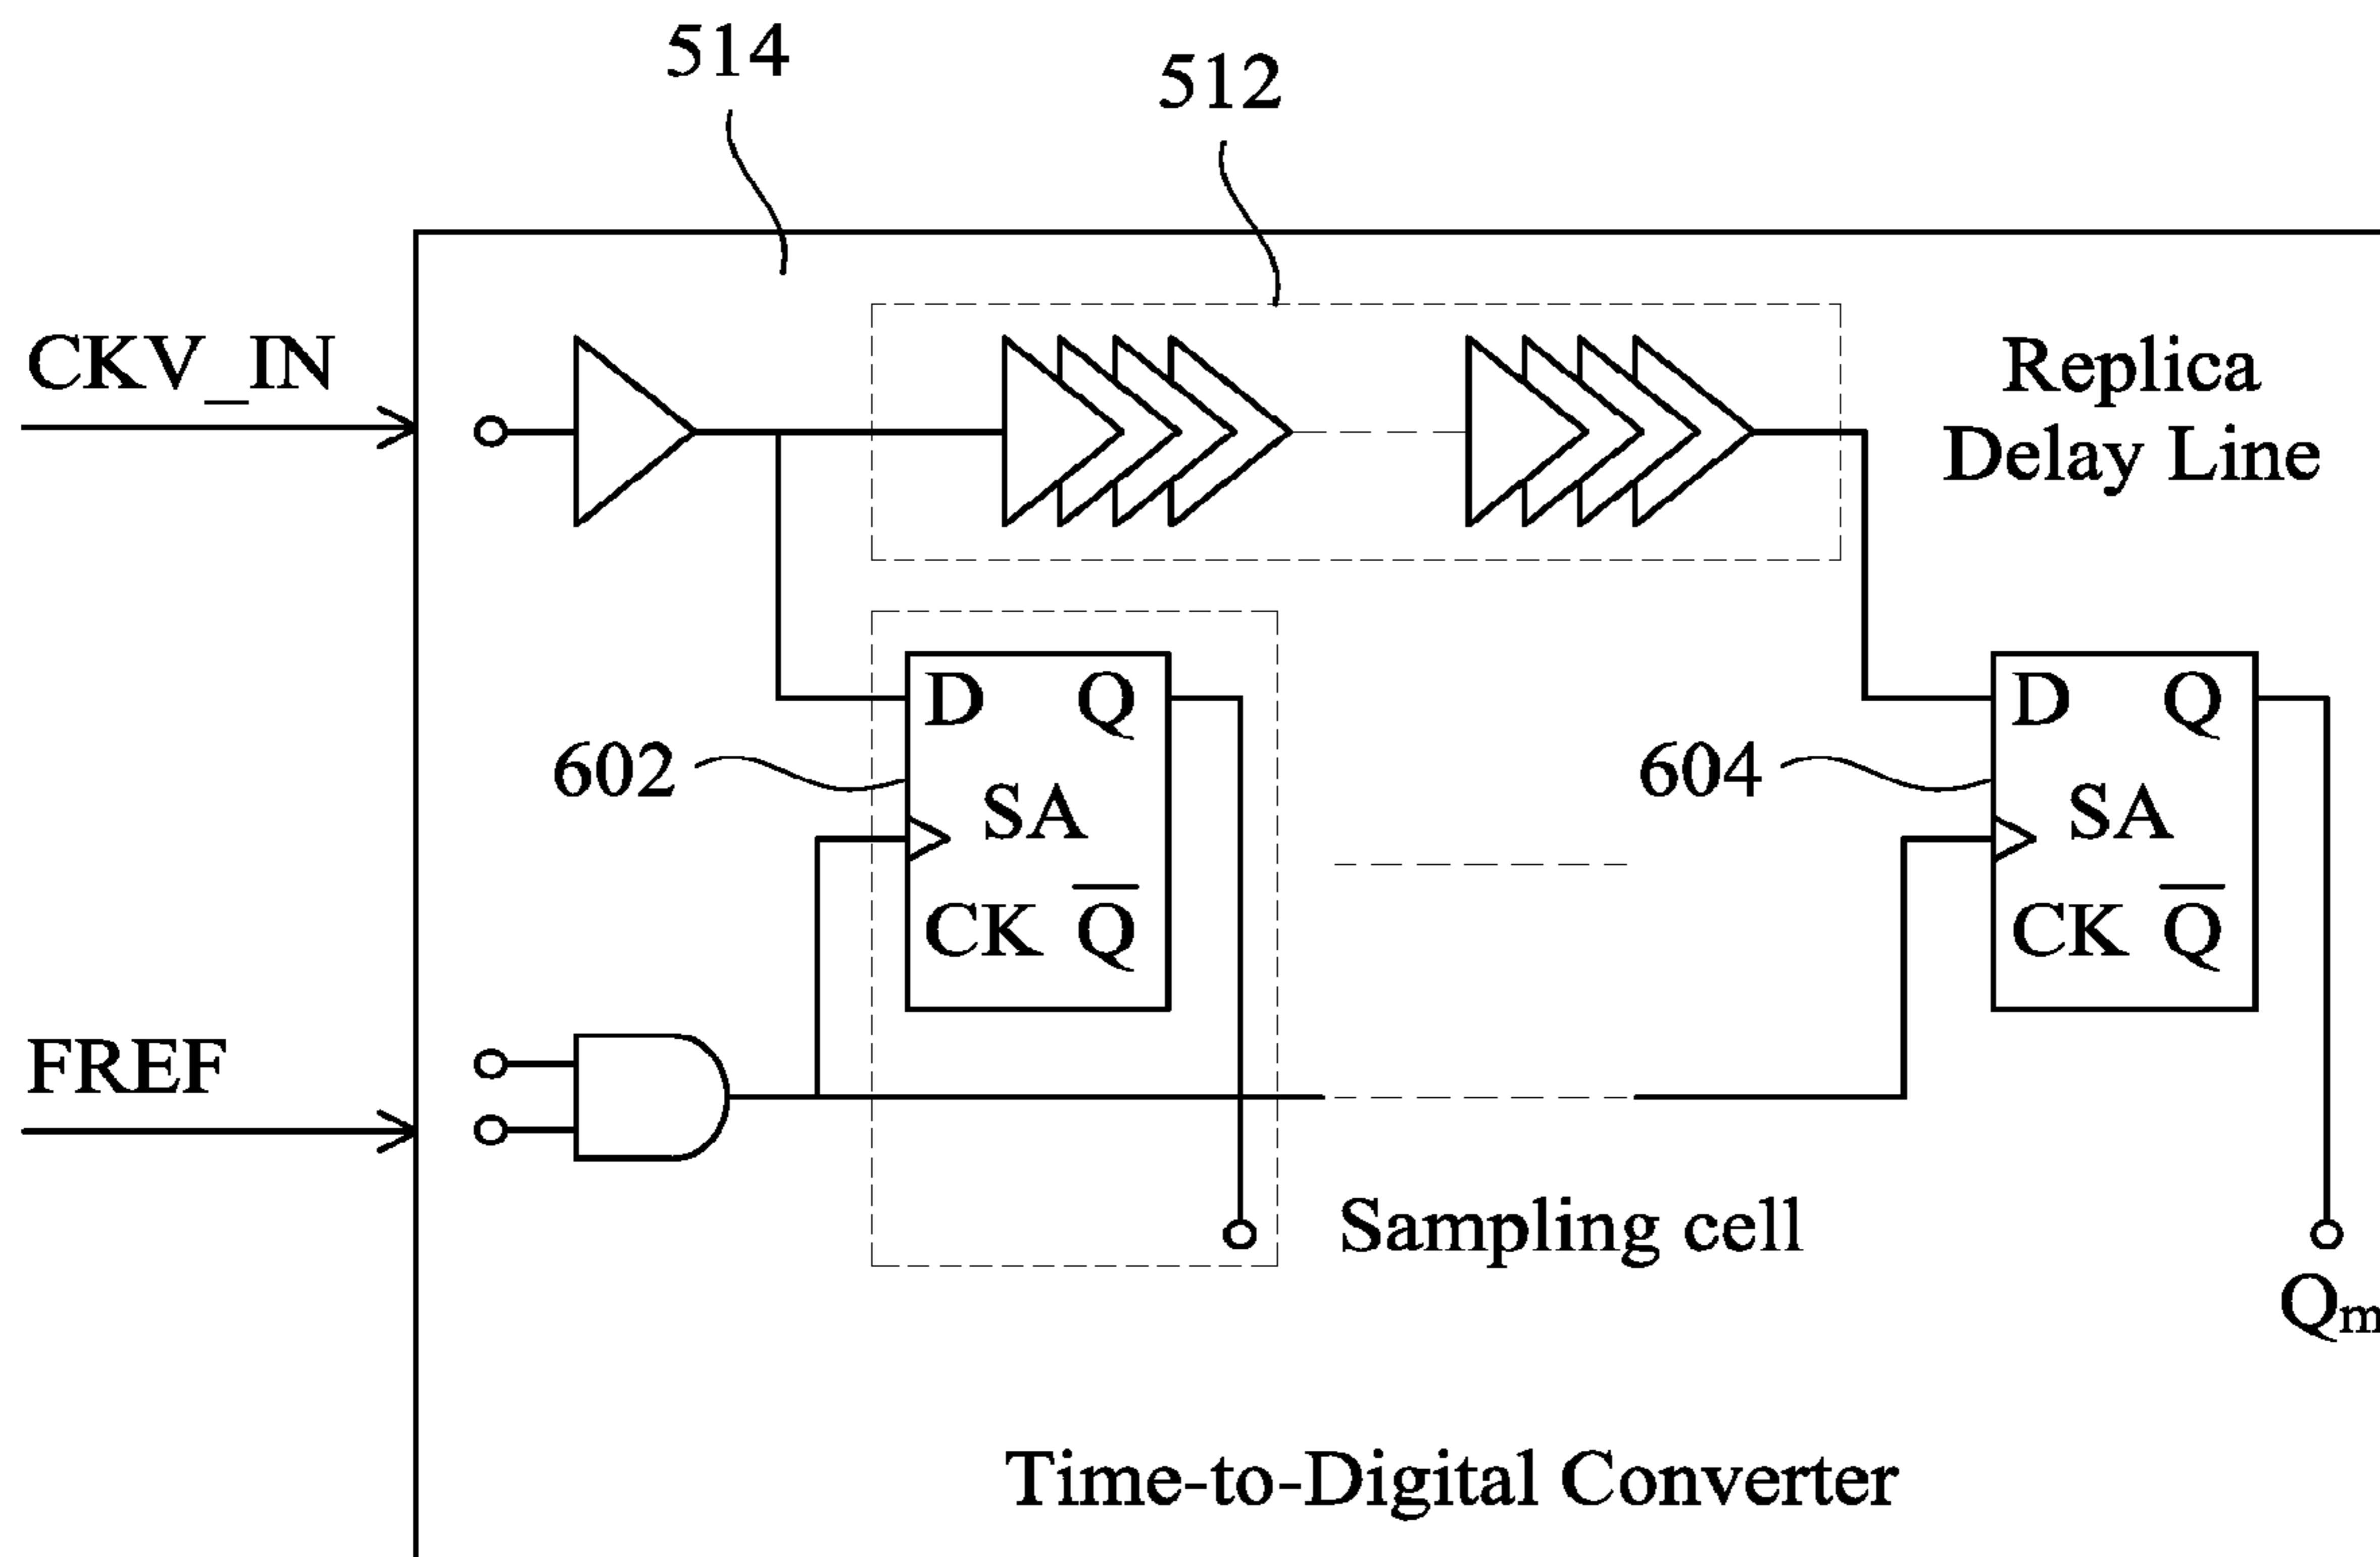 514
512
CKV_IN
Replica
Delay Line
D Q
602
SA
CK Q̅
D Q
604
SA
CK Q̅
FREF
Sampling cell
Qm
Time-to-Digital Converter